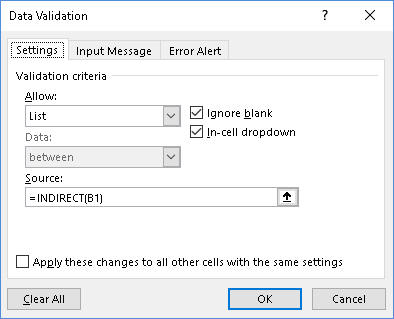 Data Validation
?
Settings
Input Message
Error Alert
Validation criteria
Allow:
List
Ignore blank
In-cell dropdown
Data:
between
Source:
=INDIRECT(B1)
Apply these changes to all other cells with the same settings
Clear All
OK
Cancel